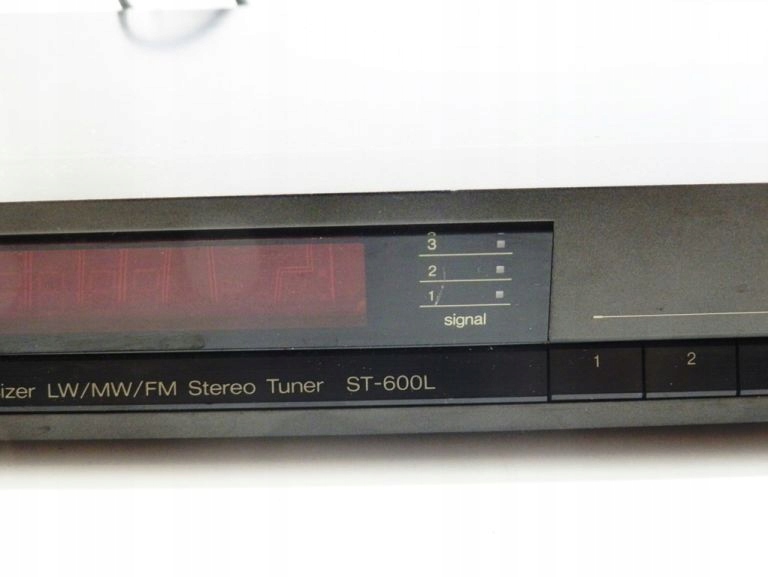 3
2
1
signal
izer LW/MW/FM Stereo Tuner ST-600L
1 2